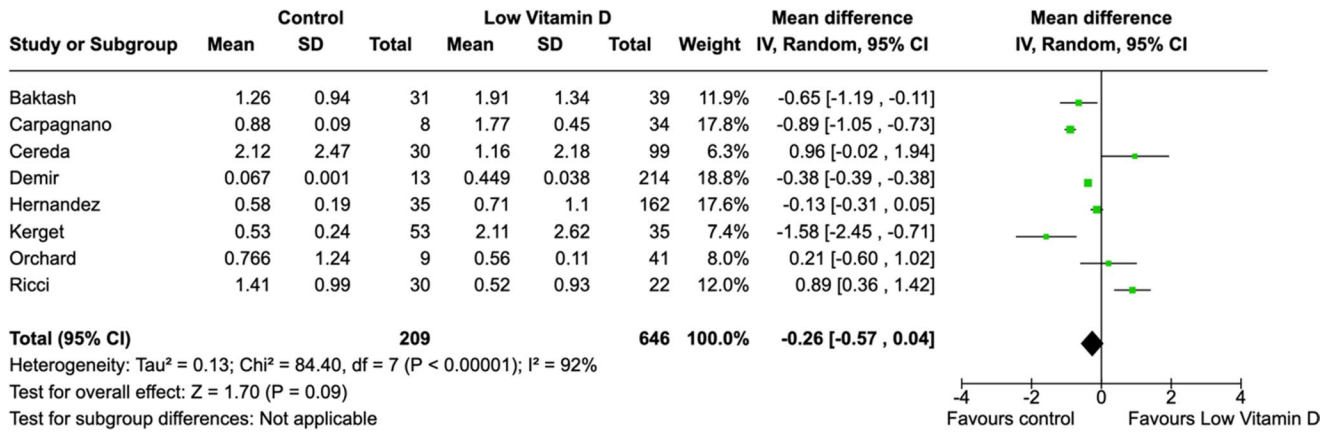 Control Low Vitamin D Mean difference Mean difference
Study or Subgroup Mean SD Total Mean SD Total Weight IV, Random, 95% CI IV, Random, 95% CI
Baktash 1.26 0.94 31 1.91 1.34 39 11.9% -0.65 [-1.19 , -0.11]
Carpagnano 0.88 0.09 8 1.77 0.45 34 17.8% -0.89 [-1.05 , -0.73]
Cereda 2.12 2.47 30 1.16 2.18 99 6.3% 0.96 [-0.02 , 1.94]
Demir 0.067 0.001 13 0.449 0.038 214 18.8% -0.38 [-0.39 , -0.38]
Hernandez 0.58 0.19 35 0.71 1.1 162 17.6% -0.13 [-0.31 , 0.05]
Kerget 0.53 0.24 53 2.11 2.62 35 7.4% -1.58 [-2.45 , -0.71]
Orchard 0.766 1.24 9 0.56 0.11 41 8.0% 0.21 [-0.60 , 1.02]
Ricci 1.41 0.99 30 0.52 0.93 22 12.0% 0.89 [0.36 , 1.42]
Total (95% CI) 209 646 100.0% -0.26 [-0.57 , 0.04]
Heterogeneity: Tau² = 0.13; Chi² = 84.40, df = 7 (P < 0.00001); I² = 92%
Test for overall effect: Z = 1.70 (P = 0.09)
Test for subgroup differences: Not applicable
-4 -2 0 2 4
Favours control Favours Low Vitamin D